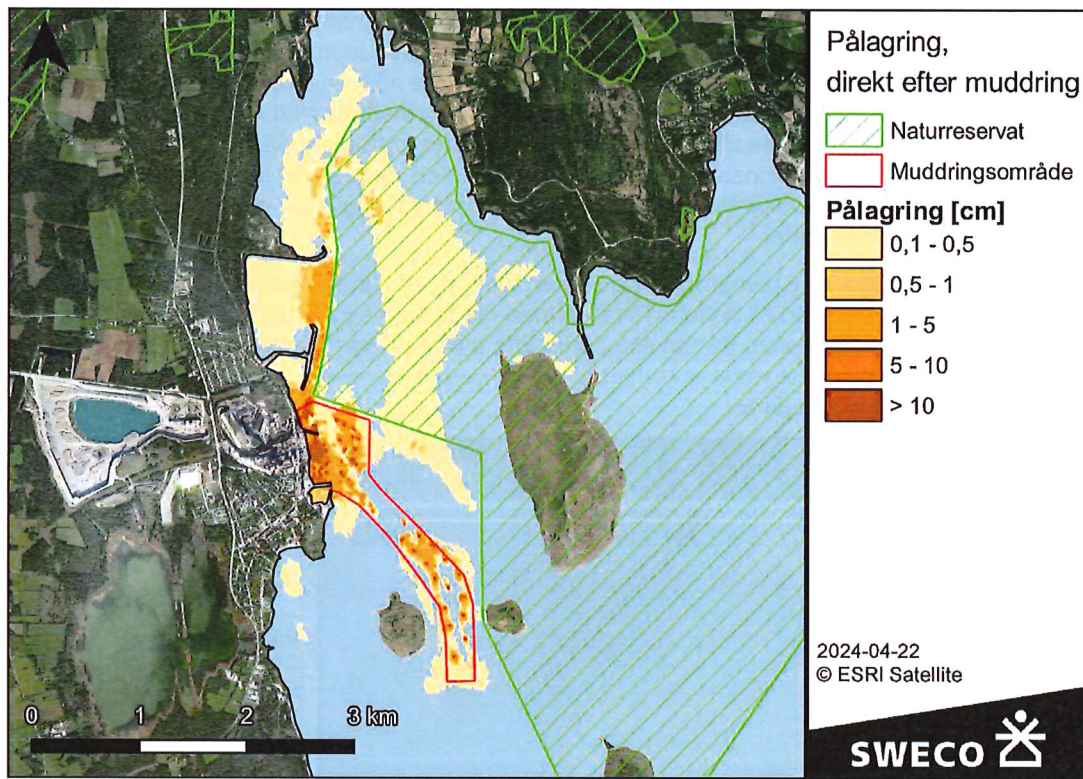 Pålagring,
direkt efter muddring
Naturreservat
Muddringsområde
Pålagring [cm]
0,1 - 0,5
0,5 - 1
1 - 5
5 - 10
> 10
0 1 2 3 km
2024-04-22
© ESRI Satellite
SWECO